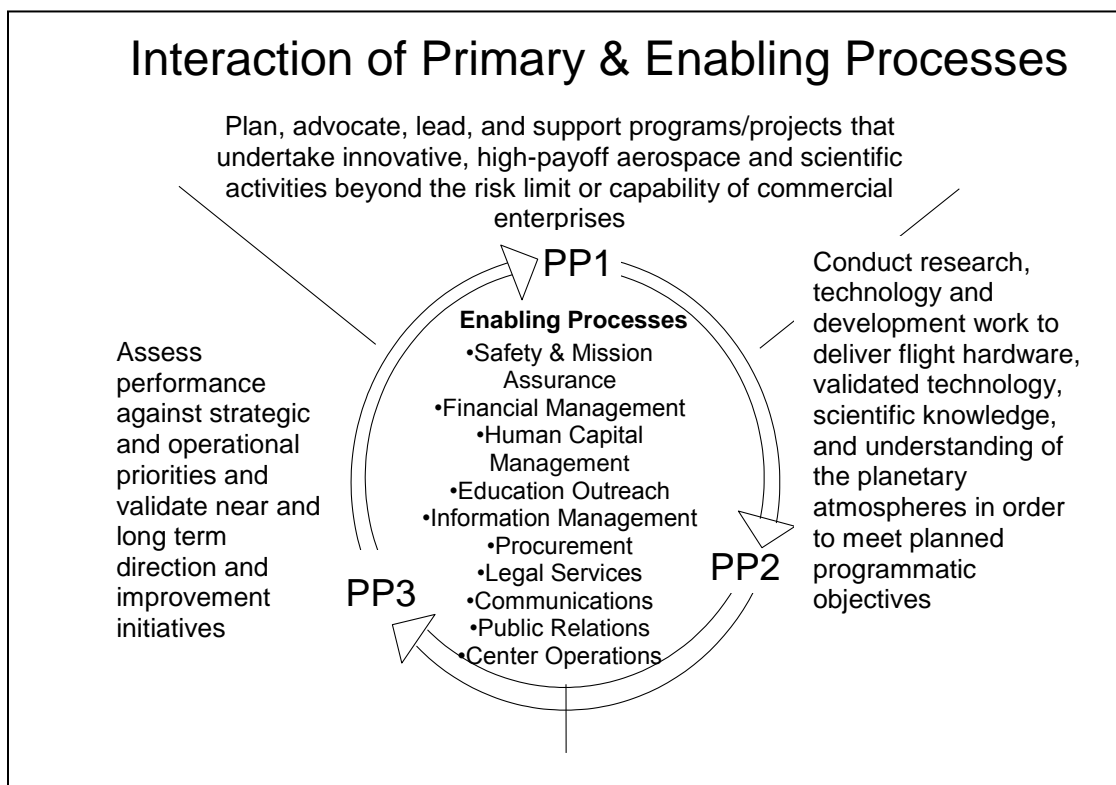 Interaction of Primary & Enabling Processes
Plan, advocate, lead, and support programs/projects that
undertake innovative, high-payoff aerospace and scientific
activities beyond the risk limit or capability of commercial
enterprises
PP1
Enabling Processes
•Safety & Mission
Assurance
•Financial Management
•Human Capital
Management
•Education Outreach
•Information Management
•Procurement
•Legal Services
•Communications
•Public Relations
•Center Operations
Conduct research,
technology and
development work to
deliver flight hardware,
validated technology,
scientific knowledge,
and understanding of
the planetary
atmospheres in order
to meet planned
programmatic
objectives
PP2
Assess
performance
against strategic
and operational
priorities and
validate near and
long term
direction and
improvement
initiatives
PP3